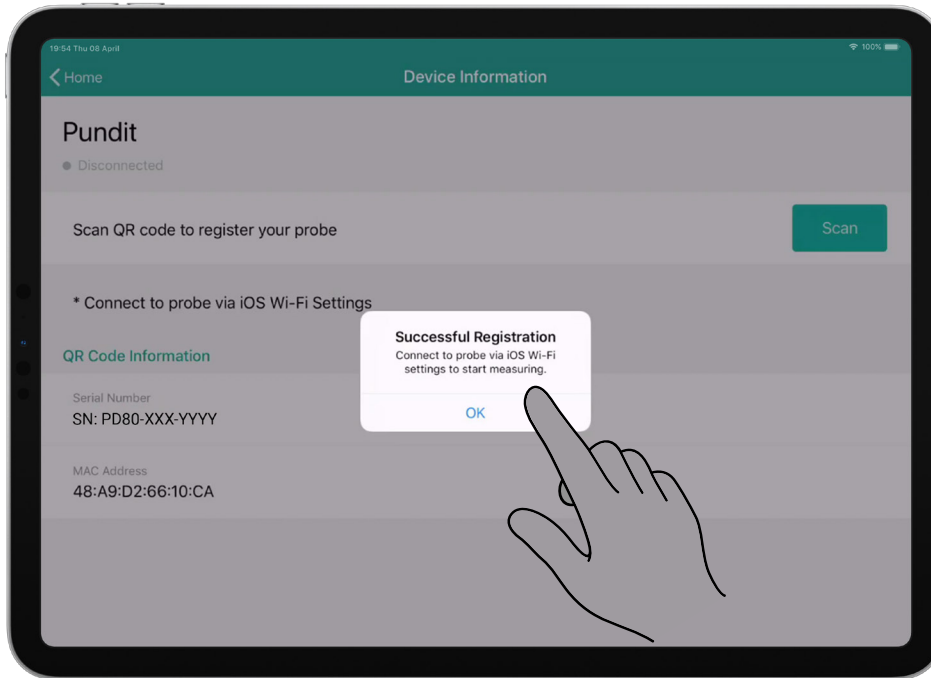 19:54 Thu 08 April
100%
Home
Device Information
Pundit
Disconnected
Scan QR code to register your probe
Scan
* Connect to probe via iOS Wi-Fi Settings
Successful Registration
Connect to probe via iOS Wi-Fi
settings to start measuring.
OK
QR Code Information
Serial Number
SN: PD80-XXX-YYYY
MAC Address
48:A9:D2:66:10:CA